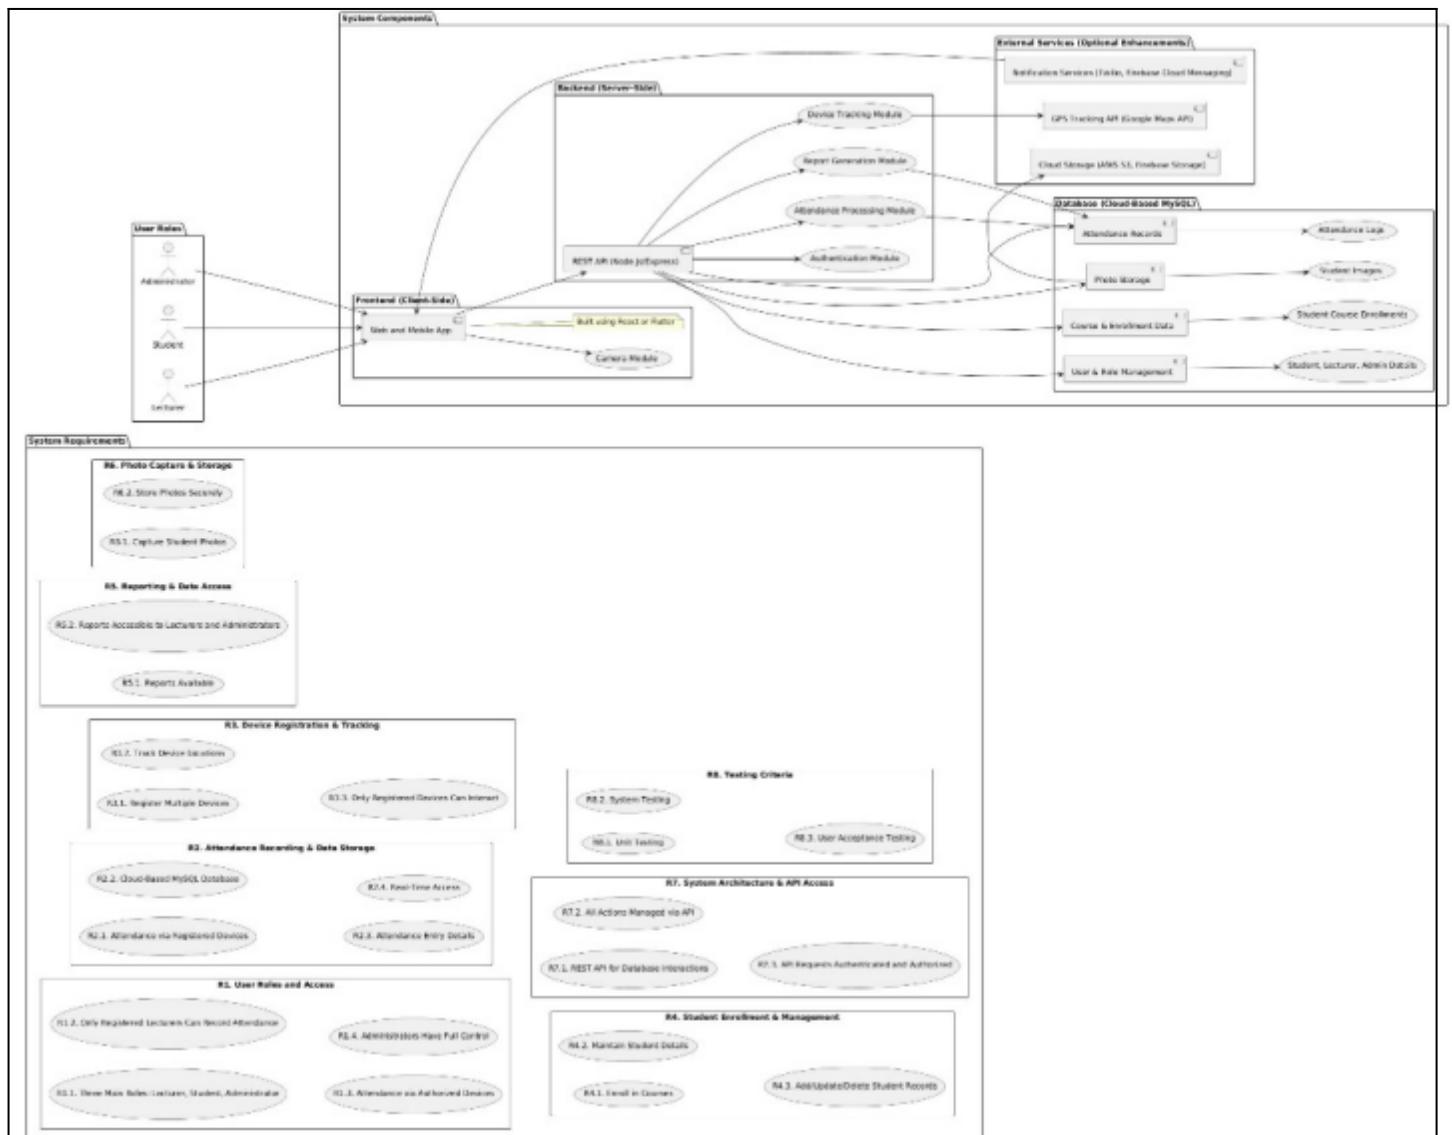 System Components
External Services (Optional Enhancements)
Notification Services (Twilio, Firebase Cloud Messaging)
GPS Tracking API (Google Maps API)
Cloud Storage (AWS S3, Firebase Storage)
Backend (Server-Side)
Device Tracking Module
Report Generation Module
Attendance Processing Module
Authentication Module
REST API (Node.js/Express)
Database (Cloud-Based MySQL)
Attendance Records
Attendance Logs
Photo Storage
Student Images
Course & Enrollment Data
Student Course Enrollments
User & Role Management
Student, Lecturer, Admin Details
User Roles
Administrator
Student
Lecturer
Frontend (Client-Side)
Web and Mobile App
Built using React or Flutter
Camera Module
System Requirements
R6. Photo Capture & Storage
R6.2. Store Photos Securely
R6.1. Capture Student Photos
R5. Reporting & Data Access
R5.2. Reports Accessible to Lecturers and Administrators
R5.1. Reports Available
R3. Device Registration & Tracking
R3.2. Track Device Locations
R3.1. Register Multiple Devices
R3.3. Only Registered Devices Can Interact
R2. Attendance Recording & Data Storage
R2.2. Cloud-Based MySQL Database
R2.4. Real-Time Access
R2.1. Attendance via Registered Devices
R2.3. Attendance Entry Details
R1. User Roles and Access
R1.2. Only Registered Lecturers Can Record Attendance
R1.4. Administrators Have Full Control
R1.1. Three Main Roles: Lecturer, Student, Administrator
R1.3. Attendance via Authorized Devices
R8. Testing Criteria
R8.2. System Testing
R8.1. Unit Testing
R8.3. User Acceptance Testing
R7. System Architecture & API Access
R7.2. All Actions Managed via API
R7.1. REST API for Database Interactions
R7.3. API Requests Authenticated and Authorized
R4. Student Enrollment & Management
R4.2. Maintain Student Details
R4.1. Enroll in Courses
R4.3. Add/Update/Delete Student Records